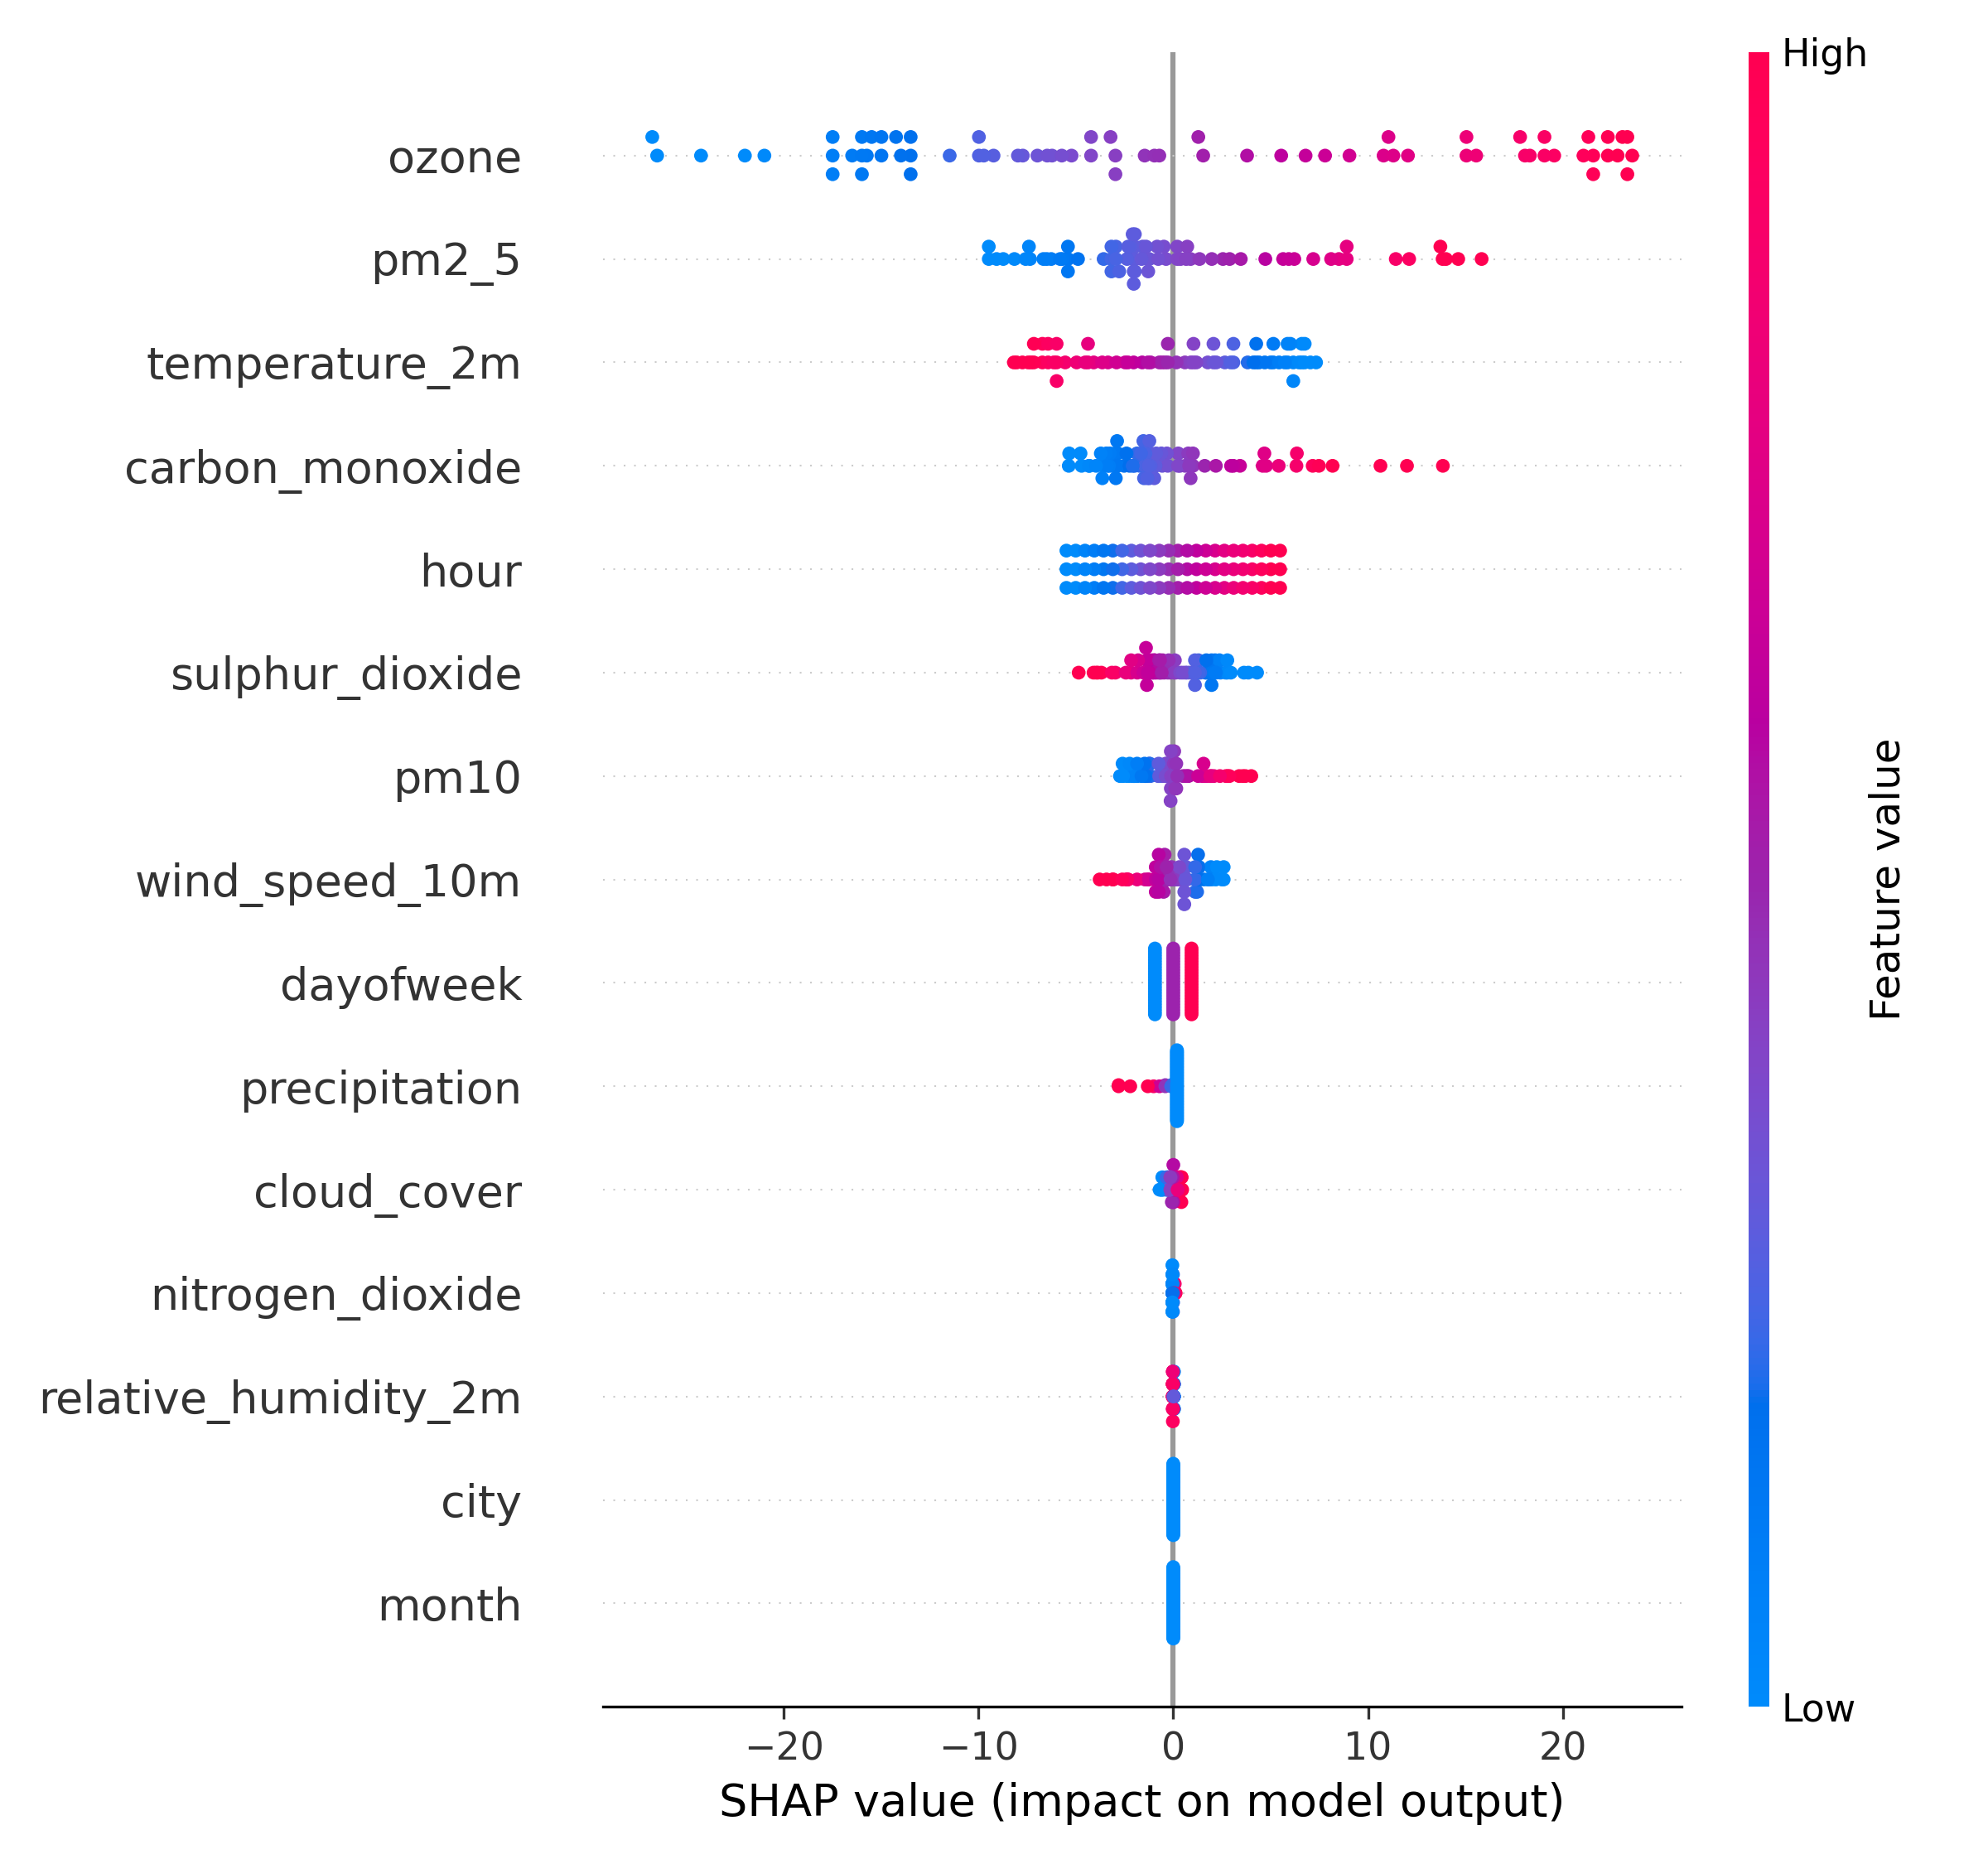 High
ozone
pm2_5
temperature_2m
carbon_monoxide
hour
sulphur_dioxide
pm10
wind_speed_10m
dayofweek
precipitation
cloud_cover
nitrogen_dioxide
relative_humidity_2m
city
month
Feature value
Low
−20 −10 0 10 20
SHAP value (impact on model output)